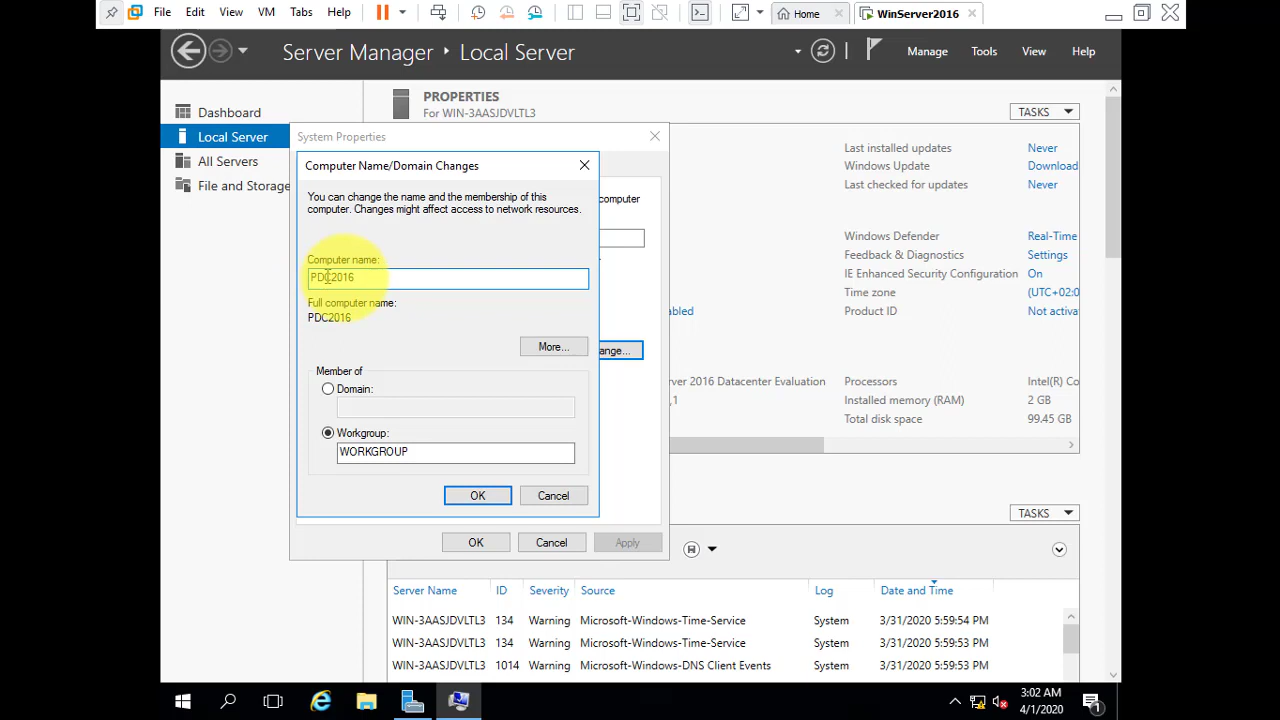 File Edit View VM Tabs Help
Home
WinServer2016
Server Manager
Local Server
Manage Tools View Help
Dashboard
Local Server
All Servers
File and Storage
PROPERTIES
For WIN-3AASJDVLTL3
TASKS
System Properties
Computer Name/Domain Changes
You can change the name and the membership of this
computer. Changes might affect access to network resources.
Computer name:
PDC2016
Full computer name:
PDC2016
More...
Member of
Domain:
Workgroup:
WORKGROUP
OK Cancel
computer
ange...
OK Cancel Apply
Last installed updates Never
Windows Update Download
Last checked for updates Never
Windows Defender Real-Time
Feedback & Diagnostics Settings
IE Enhanced Security Configuration On
Time zone (UTC+02:0
abled
Product ID Not activa
rver 2016 Datacenter Evaluation
Processors Intel(R) Co
,1
Installed memory (RAM) 2 GB
Total disk space 99.45 GB
TASKS
Server Name ID Severity Source Log Date and Time
WIN-3AASJDVLTL3 134 Warning Microsoft-Windows-Time-Service System 3/31/2020 5:59:54 PM
WIN-3AASJDVLTL3 134 Warning Microsoft-Windows-Time-Service System 3/31/2020 5:59:53 PM
WIN-3AASJDVLTL3 1014 Warning Microsoft-Windows-DNS Client Events System 3/31/2020 5:59:53 PM
3:02 AM
4/1/2020
1